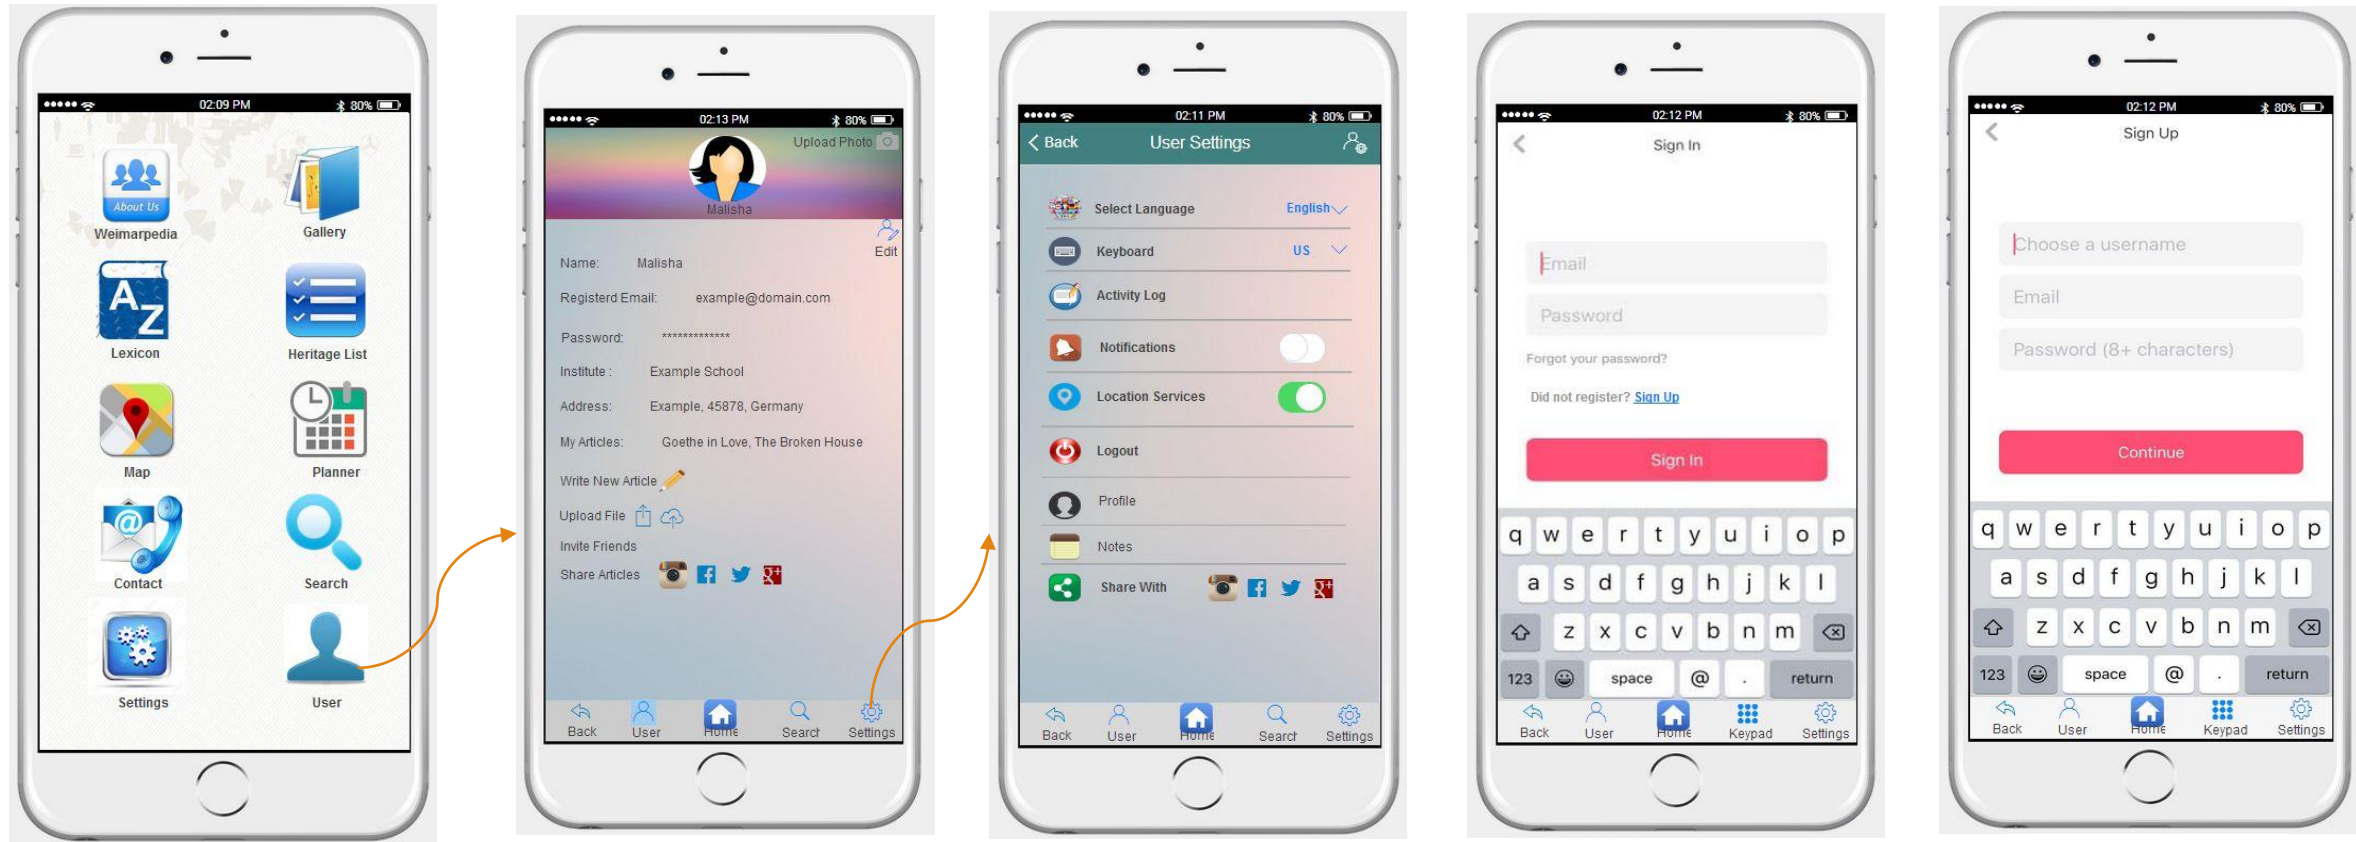 02:09 PM 80%
About Us
Weimarpedia Gallery
A
Z
Lexicon Heritage List
Map Planner
@
Contact Search
Settings User
02:13 PM 80%
Upload Photo
Malisha
Edit
Name: Malisha
Registerd Email: example@domain.com
Password: *************
Institute : Example School
Address: Example, 45878, Germany
My Articles: Goethe in Love, The Broken House
Write New Article
Upload File
Invite Friends
Share Articles f g+
Back User Home Search Settings
02:11 PM 80%
Back User Settings
Select Language English
Keyboard US
Activity Log
Notifications
Location Services
Logout
Profile
Notes
Share With f g+
Back User Home Search Settings
02:12 PM 80%
Sign In
Email
Password
Forgot your password?
Did not register? Sign Up
Sign In
q w e r t y u i o p
a s d f g h j k l
z x c v b n m
123 space @ . return
Back User Home Keypad Settings
02:12 PM 80%
Sign Up
Choose a username
Email
Password (8+ characters)
Continue
q w e r t y u i o p
a s d f g h j k l
z x c v b n m
123 space @ . return
Back User Home Keypad Settings